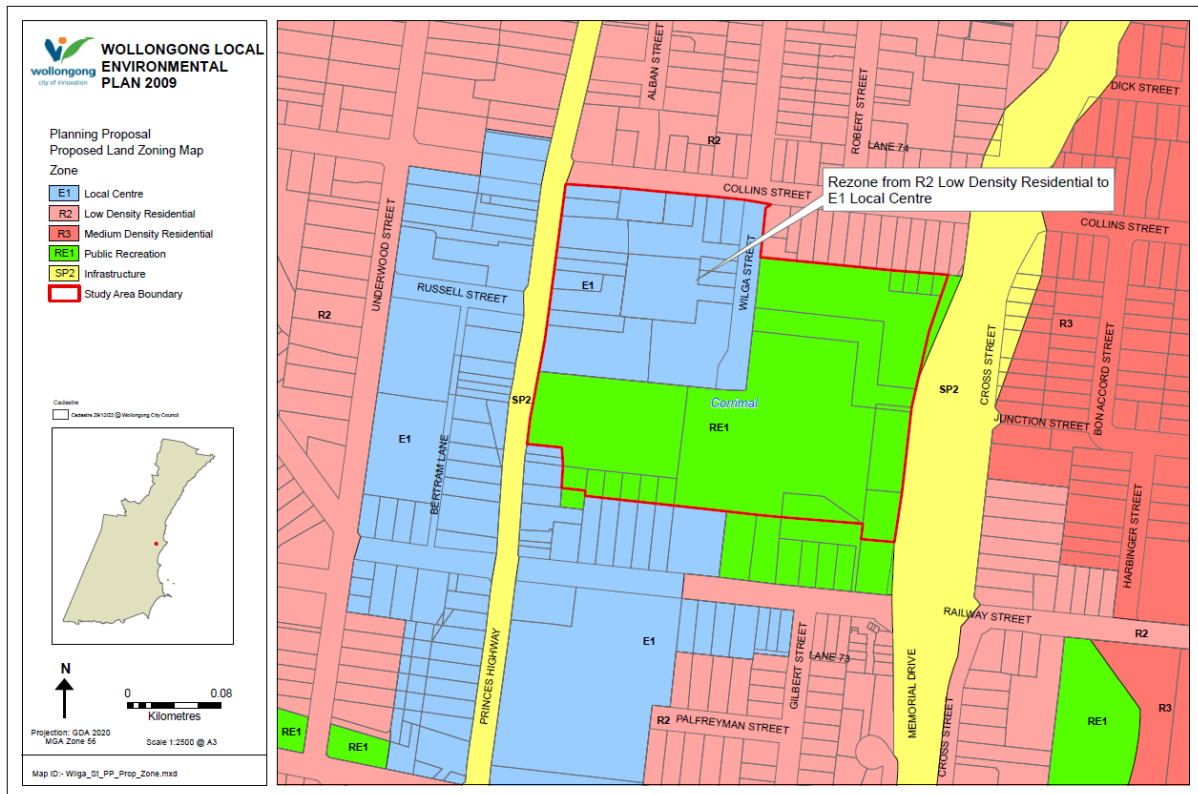 wollongong
city of innovation
WOLLONGONG LOCAL
ENVIRONMENTAL
PLAN 2009
Planning Proposal
Proposed Land Zoning Map
Zone
E1 Local Centre
R2 Low Density Residential
R3 Medium Density Residential
RE1 Public Recreation
SP2 Infrastructure
Study Area Boundary
Cadastre
Cadastre 29/12/22 @ Wollongong City Council
N
0 0.08
Kilometres
Projection: GDA 2020
MGA Zone 56
Scale 1:2500 @ A3
Map ID:- Wilga_St_PP_Prop_Zone.mxd
ALBAN STREET
ROBERT STREET
DICK STREET
R2
LANE 74
COLLINS STREET
Rezone from R2 Low Density Residential to
E1 Local Centre
COLLINS STREET
UNDERWOOD STREET
RUSSELL STREET
E1
WILGA STREET
R2
R3
CROSS STREET
BON ACCORD STREET
SP2
SP2
Corrimal
RE1
JUNCTION STREET
E1
BERTRAM LANE
HARBINGER STREET
RAILWAY STREET
R2
E1
GILBERT STREET
LANE 73
PRINCES HIGHWAY
MEMORIAL DRIVE
CROSS STREET
R2
PALFREYMAN STREET
RE1
R3
RE1
RE1